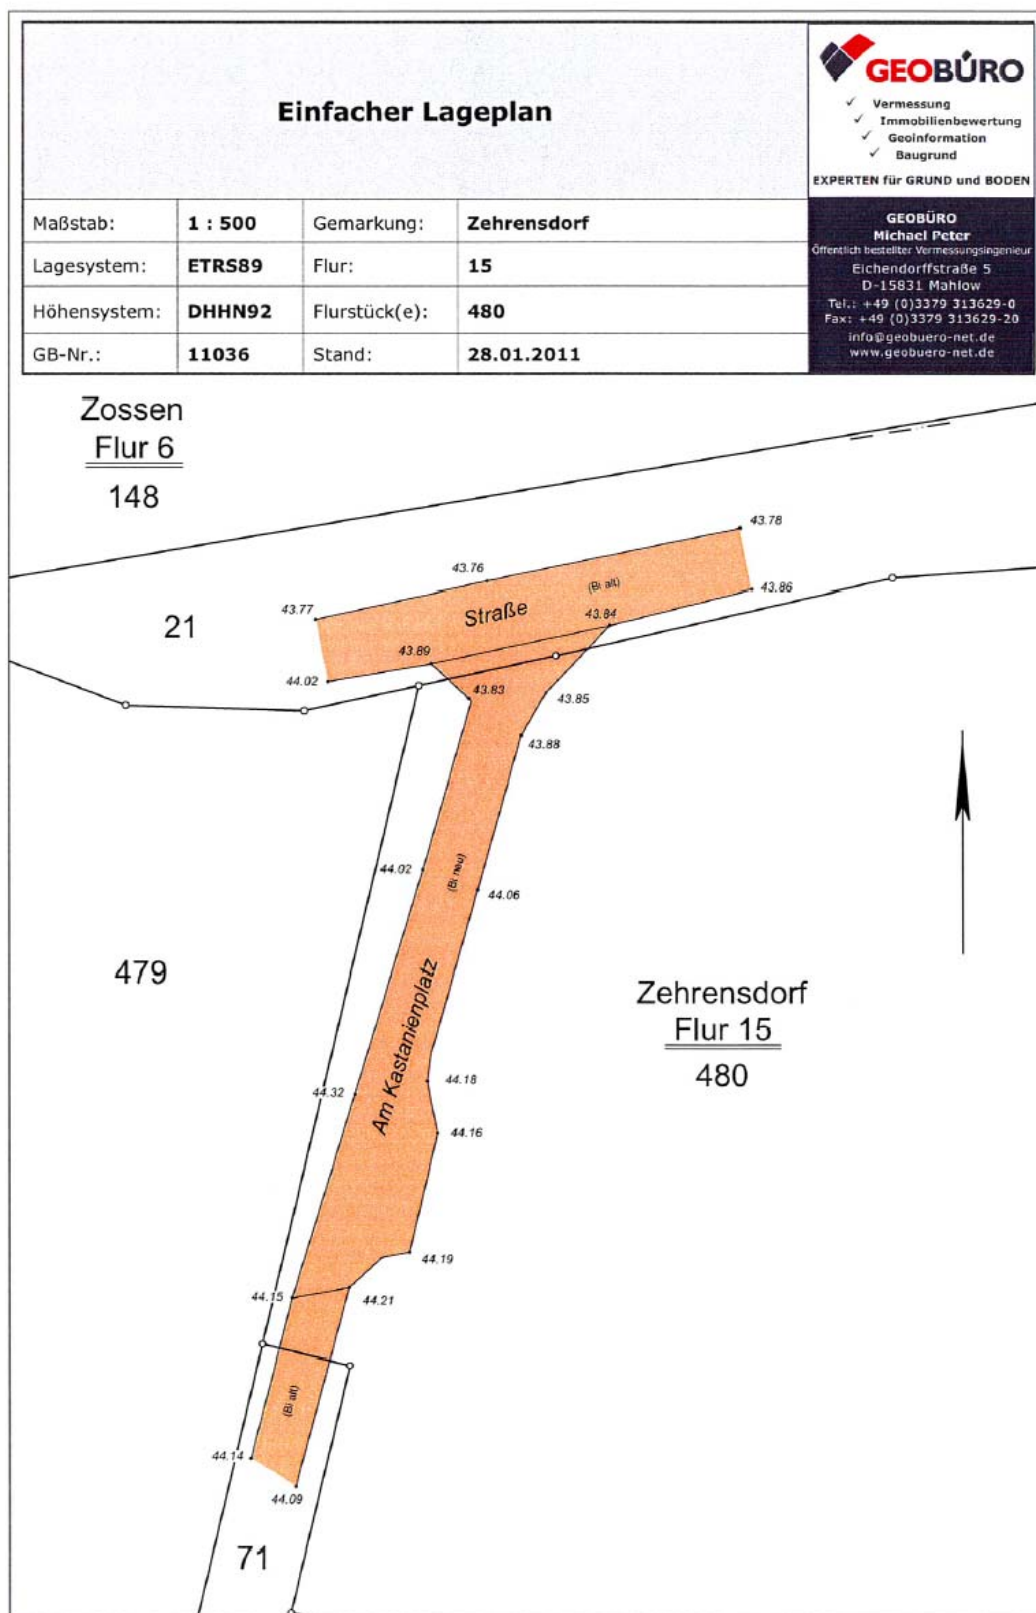 Einfacher Lageplan
GEOBÜRO
✓ Vermessung
✓ Immobilienbewertung
✓ Geoinformation
✓ Baugrund
EXPERTEN für GRUND und BODEN
Maßstab: 1 : 500 Gemarkung: Zehrensdorf
Lagesystem: ETRS89 Flur: 15
Höhensystem: DHHN92 Flurstück(e): 480
GB-Nr.: 11036 Stand: 28.01.2011
GEOBÜRO
Michael Peter
Öffentlich bestellter Vermessungsingenieur
Eichendorffstraße 5
D-15831 Mahlow
Tel.: +49 (0)3379 313629-0
Fax: +49 (0)3379 313629-20
info@geobuero-net.de
www.geobuero-net.de
Zossen
Flur 6
148
43.78
43.76
(Bi alt)
43.86
43.77
Straße
43.84
21
43.89
44.02
43.83
43.85
43.88
44.02
(Bi neu)
44.06
479
Am Kastanienplatz
Zehrensdorf
Flur 15
480
44.18
44.32
44.16
44.19
44.15
44.21
(Bi alt)
44.14
44.09
71